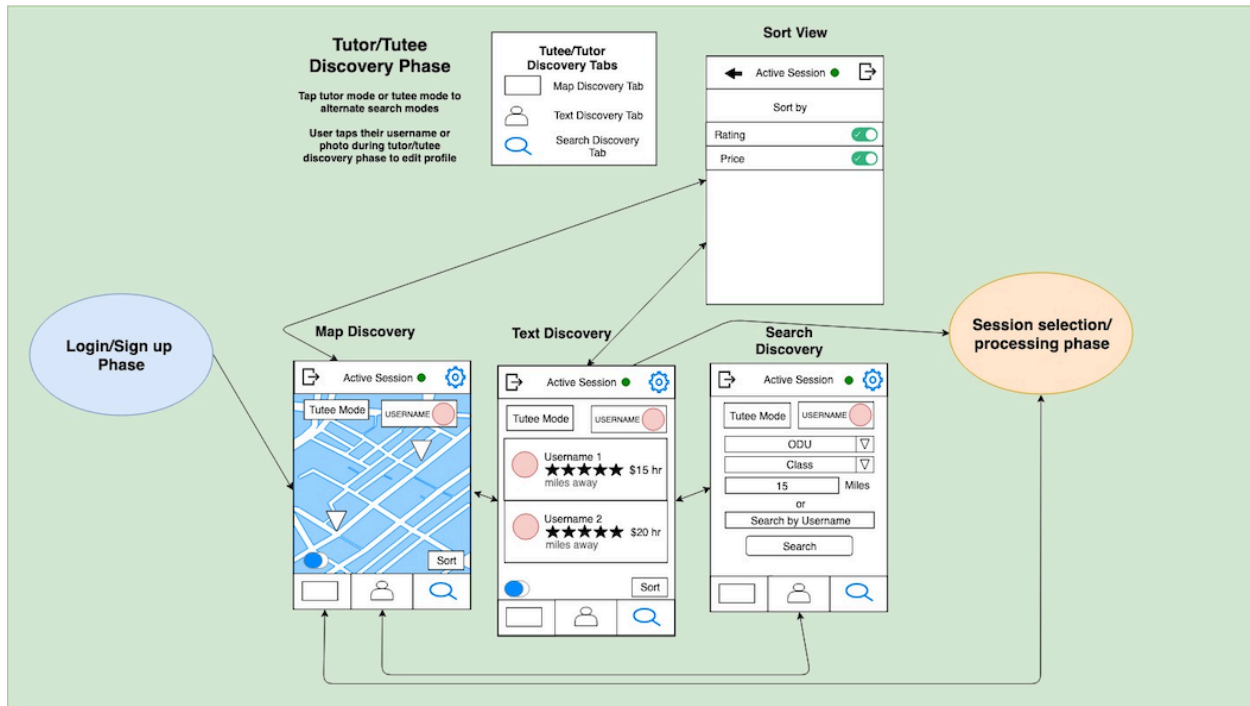 Tutor/Tutee
Discovery Phase
Tap tutor mode or tutee mode to
alternate search modes
User taps their username or
photo during tutor/tutee
discovery phase to edit profile
Tutee/Tutor
Discovery Tabs
Map Discovery Tab
Text Discovery Tab
Search Discovery
Tab
Sort View
Active Session
Sort by
Rating
Price
Login/Sign up
Phase
Map Discovery
Active Session
Tutee Mode
USERNAME
Sort
Text Discovery
Active Session
Tutee Mode
USERNAME
Username 1
$15 hr
miles away
Username 2
$20 hr
miles away
Sort
Search
Discovery
Active Session
Tutee Mode
USERNAME
ODU
Class
15 Miles
or
Search by Username
Search
Session selection/
processing phase